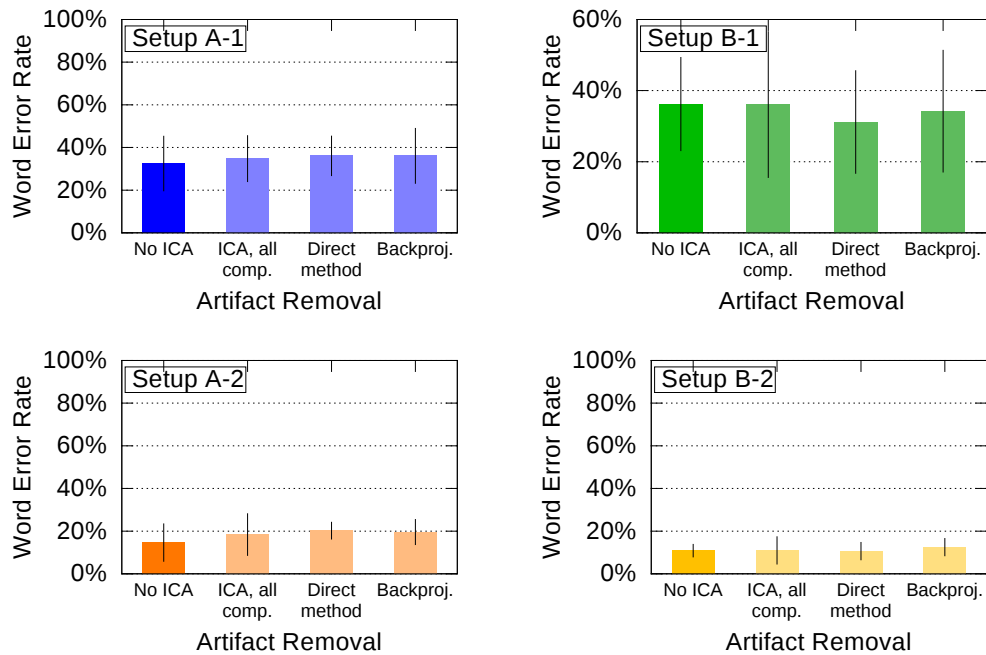 Setup A-1
100%
80%
60%
40%
20%
0%
Word Error Rate
No ICA
ICA, all comp.
Direct method
Backproj.
Artifact Removal
Setup B-1
60%
40%
20%
0%
Word Error Rate
No ICA
ICA, all comp.
Direct method
Backproj.
Artifact Removal
Setup A-2
100%
80%
60%
40%
20%
0%
Word Error Rate
No ICA
ICA, all comp.
Direct method
Backproj.
Artifact Removal
Setup B-2
100%
80%
60%
40%
20%
0%
Word Error Rate
No ICA
ICA, all comp.
Direct method
Backproj.
Artifact Removal